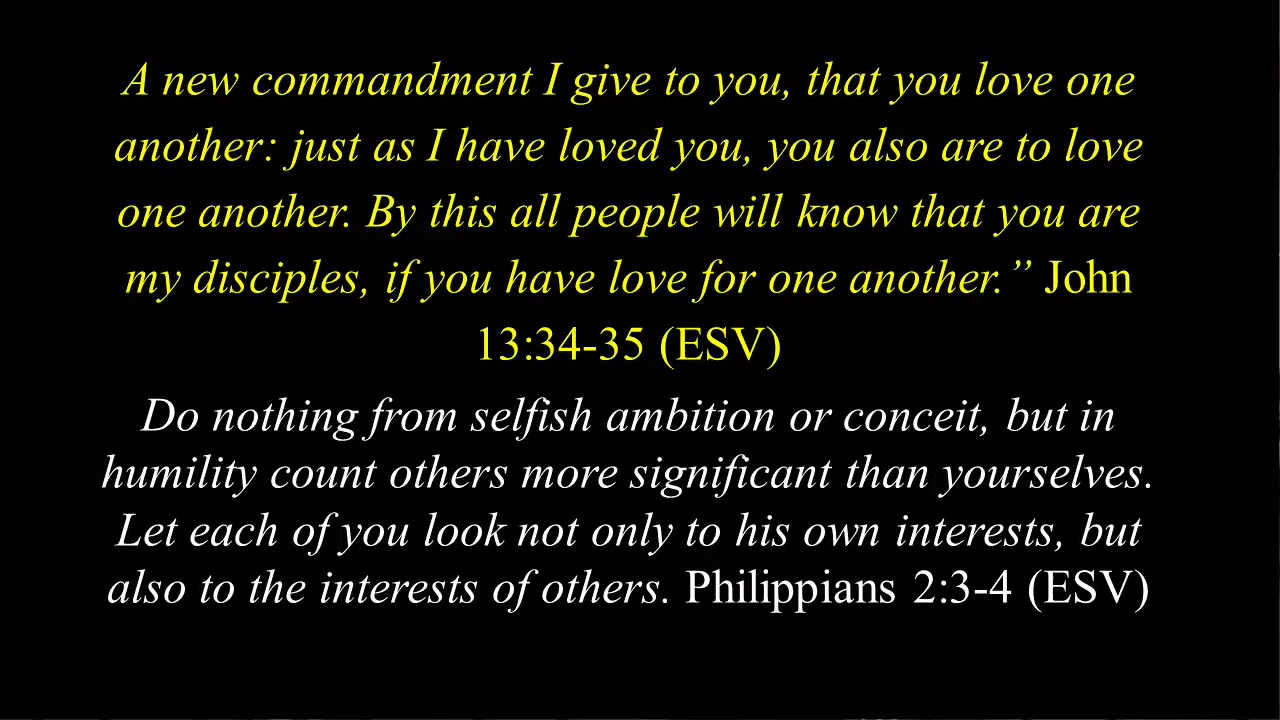 A new commandment I give to you, that you love one
another: just as I have loved you, you also are to love
one another. By this all people will know that you are
my disciples, if you have love for one another.” John
13:34-35 (ESV)
Do nothing from selfish ambition or conceit, but in
humility count others more significant than yourselves.
Let each of you look not only to his own interests, but
also to the interests of others. Philippians 2:3-4 (ESV)